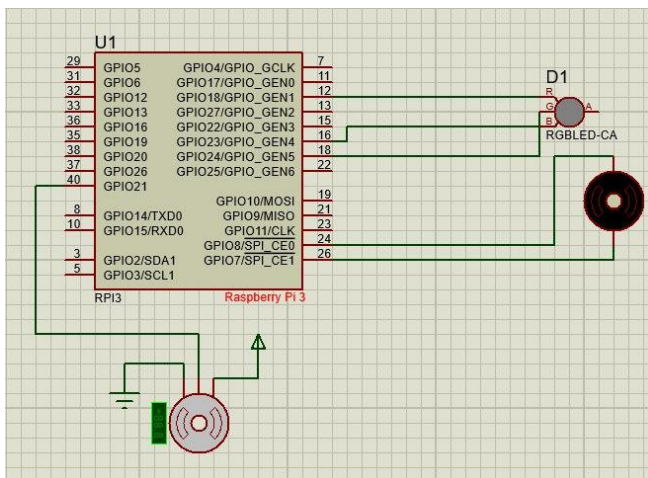 U1
29 GPIO5 GPIO4/GPIO_GCLK 7
31 GPIO6 GPIO17/GPIO_GEN0 11
32 GPIO12 GPIO18/GPIO_GEN1 12
33 GPIO13 GPIO27/GPIO_GEN2 13
36 GPIO16 GPIO22/GPIO_GEN3 15
35 GPIO19 GPIO23/GPIO_GEN4 16
38 GPIO20 GPIO24/GPIO_GEN5 18
37 GPIO26 GPIO25/GPIO_GEN6 22
40 GPIO21
GPIO10/MOSI 19
8 GPIO14/TXD0 GPIO9/MISO 21
10 GPIO15/RXD0 GPIO11/CLK 23
GPIO8/SPI_CE0 24
3 GPIO2/SDA1 GPIO7/SPI_CE1 26
5 GPIO3/SCL1
RPI3 Raspberry Pi 3
D1
R
G A
B
RGBLED-CA